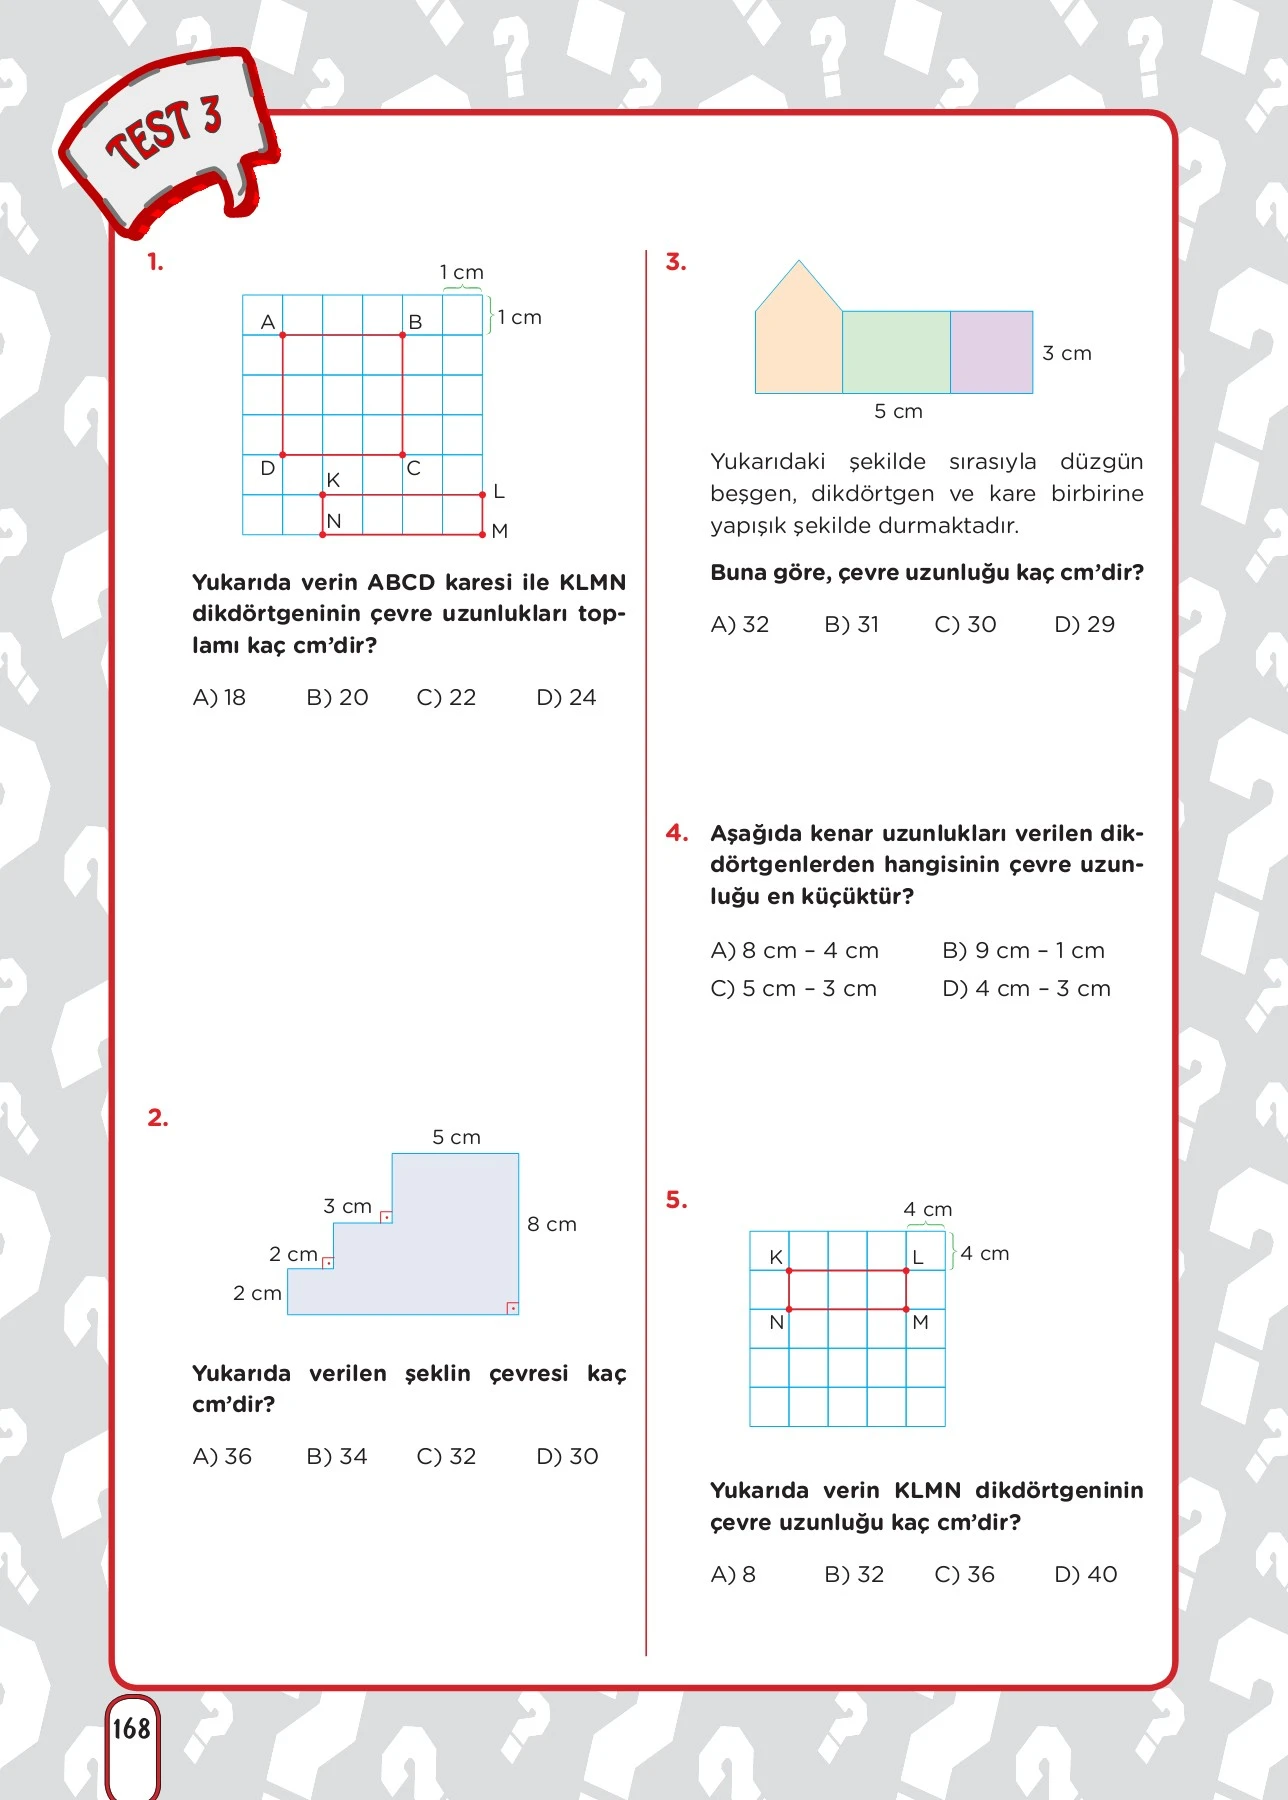 TEST 3
1.
1 cm
1 cm
A
B
D
C
K
L
N
M
Yukarıda verin ABCD karesi ile KLMN
dikdörtgeninin çevre uzunlukları top-
lamı kaç cm’dir?
A) 18 B) 20 C) 22 D) 24
2.
5 cm
3 cm
8 cm
2 cm
2 cm
Yukarıda verilen şeklin çevresi kaç
cm’dir?
A) 36 B) 34 C) 32 D) 30
3.
3 cm
5 cm
Yukarıdaki şekilde sırasıyla düzgün
beşgen, dikdörtgen ve kare birbirine
yapışık şekilde durmaktadır.
Buna göre, çevre uzunluğu kaç cm’dir?
A) 32 B) 31 C) 30 D) 29
4. Aşağıda kenar uzunlukları verilen dik-
dörtgenlerden hangisinin çevre uzun-
luğu en küçüktür?
A) 8 cm – 4 cm B) 9 cm – 1 cm
C) 5 cm – 3 cm D) 4 cm – 3 cm
5.
4 cm
4 cm
K
L
N
M
Yukarıda verin KLMN dikdörtgeninin
çevre uzunluğu kaç cm’dir?
A) 8 B) 32 C) 36 D) 40
168